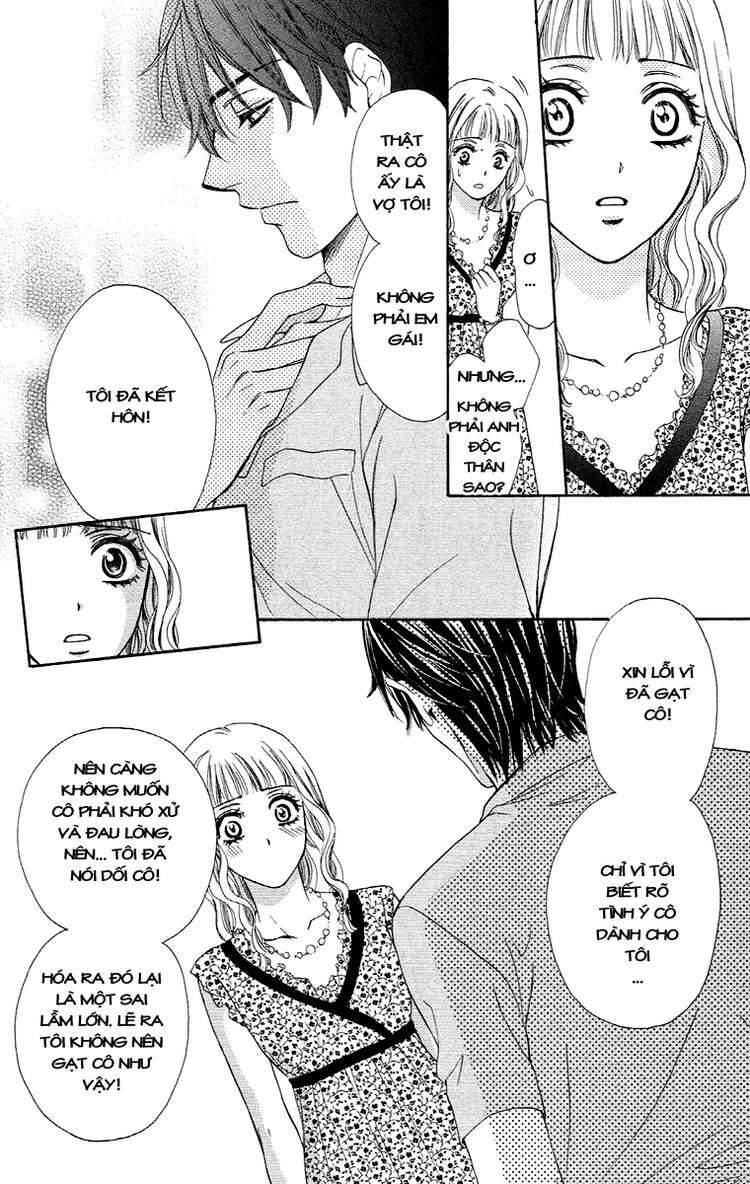 Ơ
...
NHƯNG...
KHÔNG
PHẢI ANH
ĐỘC
THÂN
SAO?
THẬT
RA CÔ
ẤY LÀ
VỢ TÔI!
KHÔNG
PHẢI EM
GÁI!
TÔI ĐÃ KẾT
HÔN!
XIN LỖI VÌ
ĐÃ GẠT
CÔ!
CHỈ VÌ TÔI
BIẾT RÕ
TÌNH Ý CÔ
DÀNH CHO
TÔI
...
NÊN CÀNG
KHÔNG MUỐN
CÔ PHẢI KHÓ XỬ
VÀ ĐAU LÒNG,
NÊN... TÔI ĐÃ
NÓI DỐI CÔ!
HÓA RA ĐÓ LẠI
LÀ MỘT SAI
LẦM LỚN. LẼ RA
TÔI KHÔNG NÊN
GẠT CÔ NHƯ
VẬY!